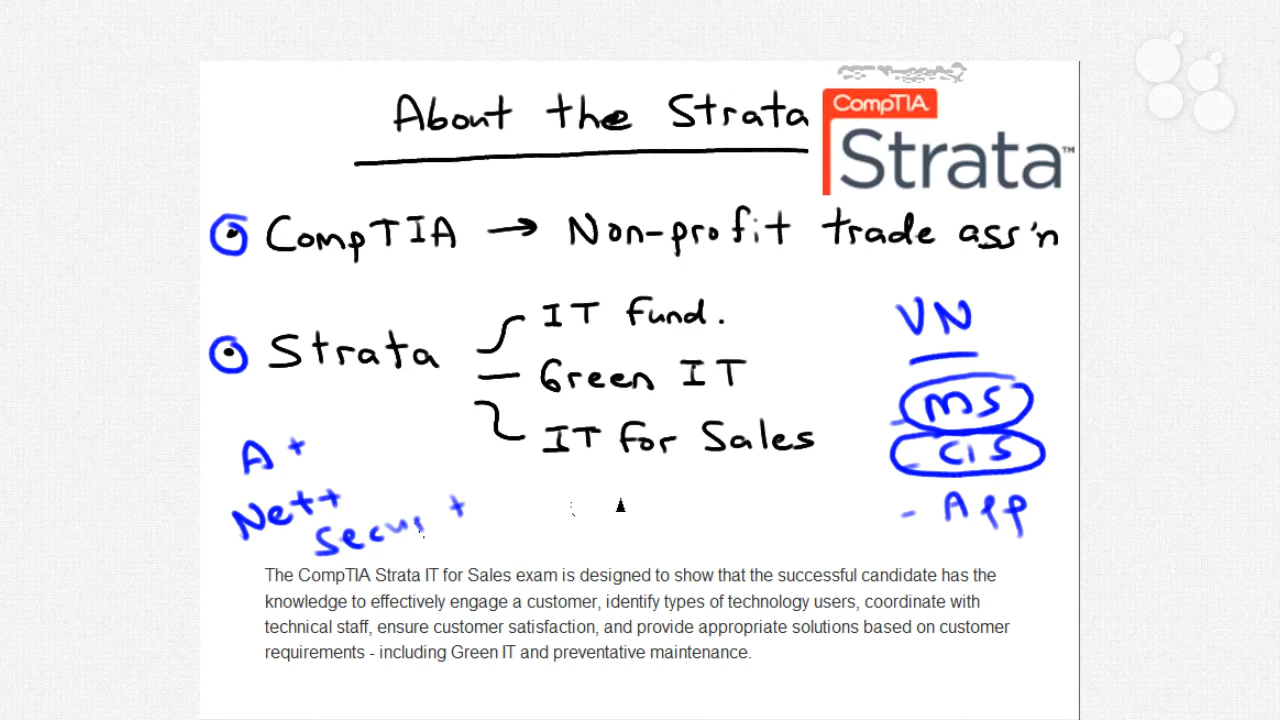 About the Strata
CompTIA
Strata™
CompTIA → Non-profit trade ass'n
Strata
IT Fund.
Green IT
IT for Sales
VN
MS
CIS
- App
A+
Net+
Secur +
The CompTIA Strata IT for Sales exam is designed to show that the successful candidate has the
knowledge to effectively engage a customer, identify types of technology users, coordinate with
technical staff, ensure customer satisfaction, and provide appropriate solutions based on customer
requirements - including Green IT and preventative maintenance.